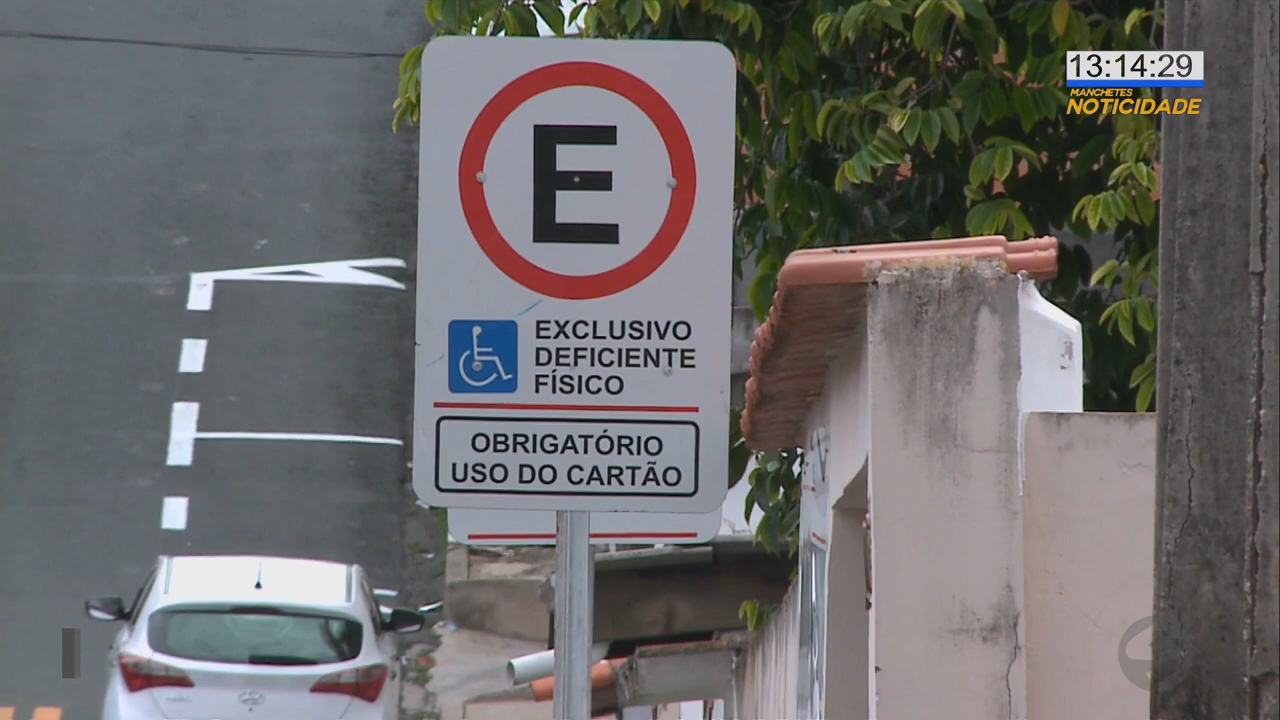 13:14:29
MANCHETES
NOTICIDADE
E
EXCLUSIVO
DEFICIENTE
FÍSICO
OBRIGATÓRIO
USO DO CARTÃO